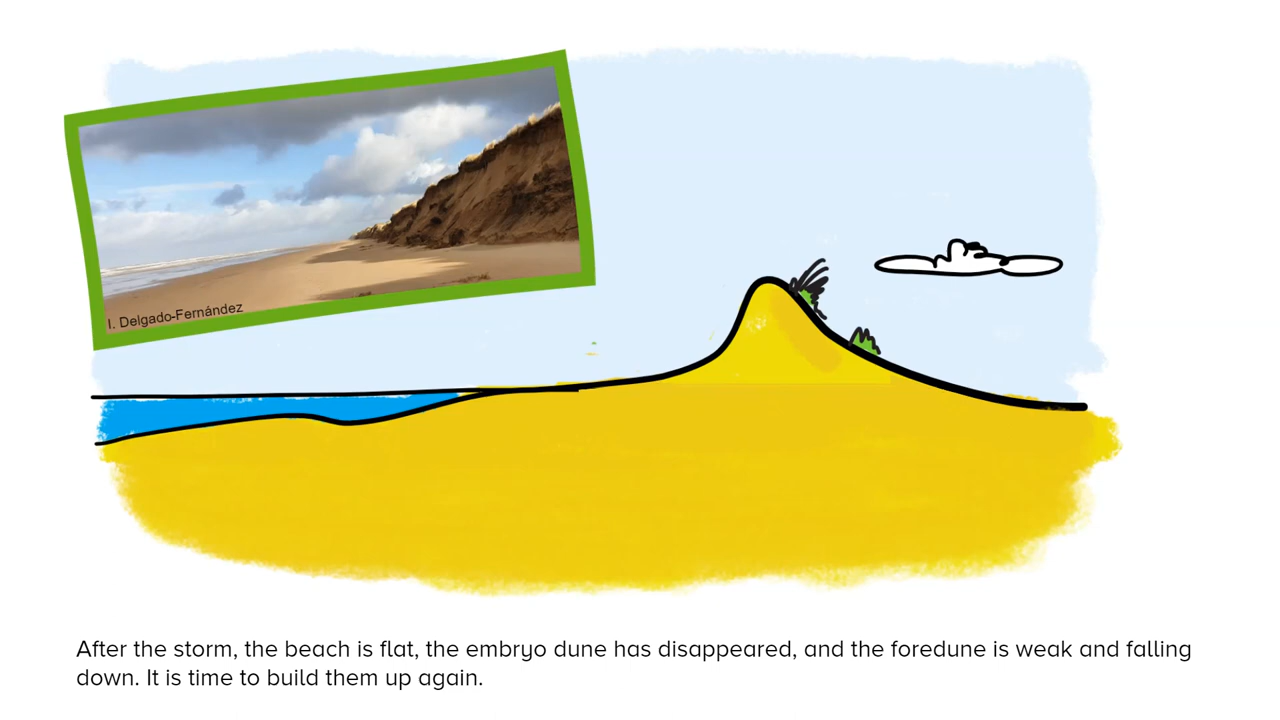 I. Delgado-Fernández
After the storm, the beach is flat, the embryo dune has disappeared, and the foredune is weak and falling
down. It is time to build them up again.